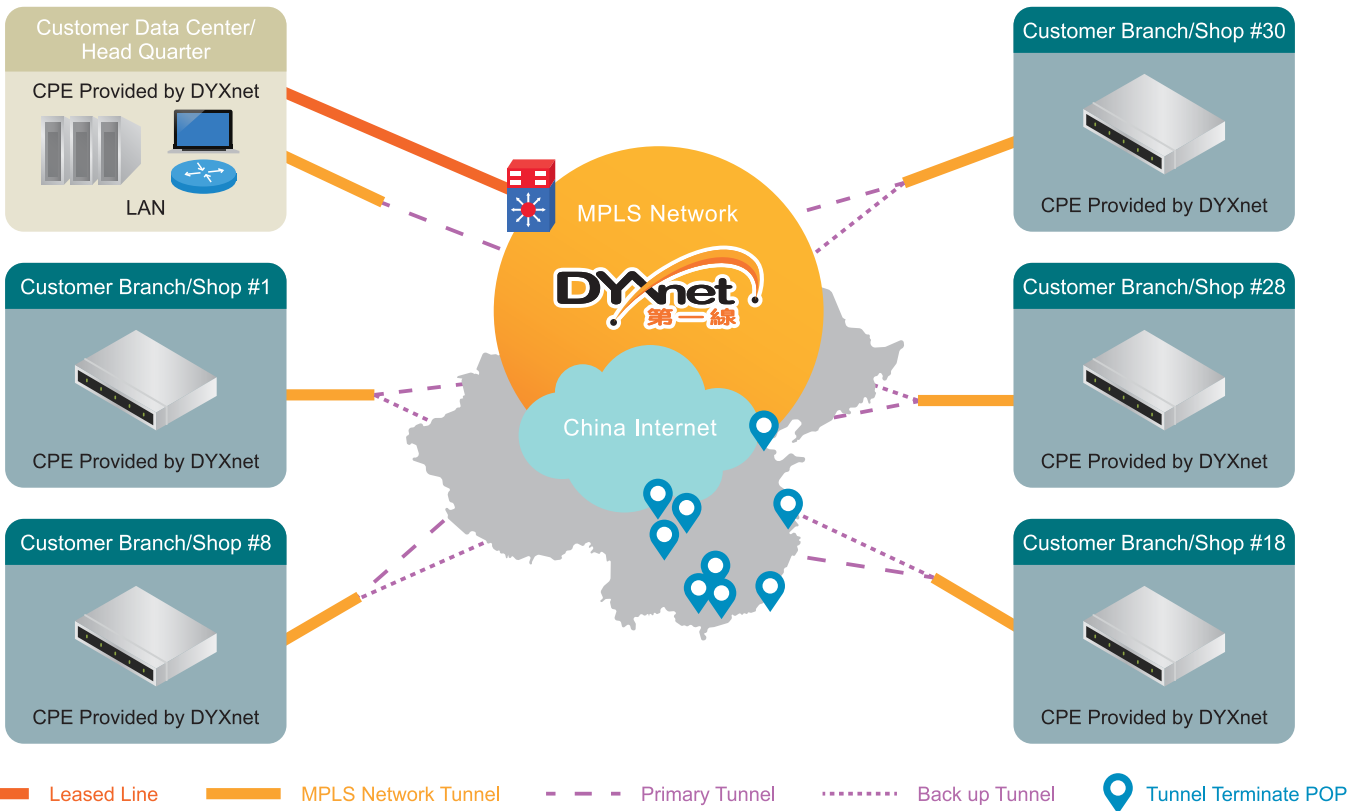 Customer Data Center/
Head Quarter
CPE Provided by DYXnet
LAN
Customer Branch/Shop #1
CPE Provided by DYXnet
Customer Branch/Shop #8
CPE Provided by DYXnet
MPLS Network
DYXnet
第一線
China Internet
Customer Branch/Shop #30
CPE Provided by DYXnet
Customer Branch/Shop #28
CPE Provided by DYXnet
Customer Branch/Shop #18
CPE Provided by DYXnet
Leased Line
MPLS Network Tunnel
Primary Tunnel
Back up Tunnel
Tunnel Terminate POP